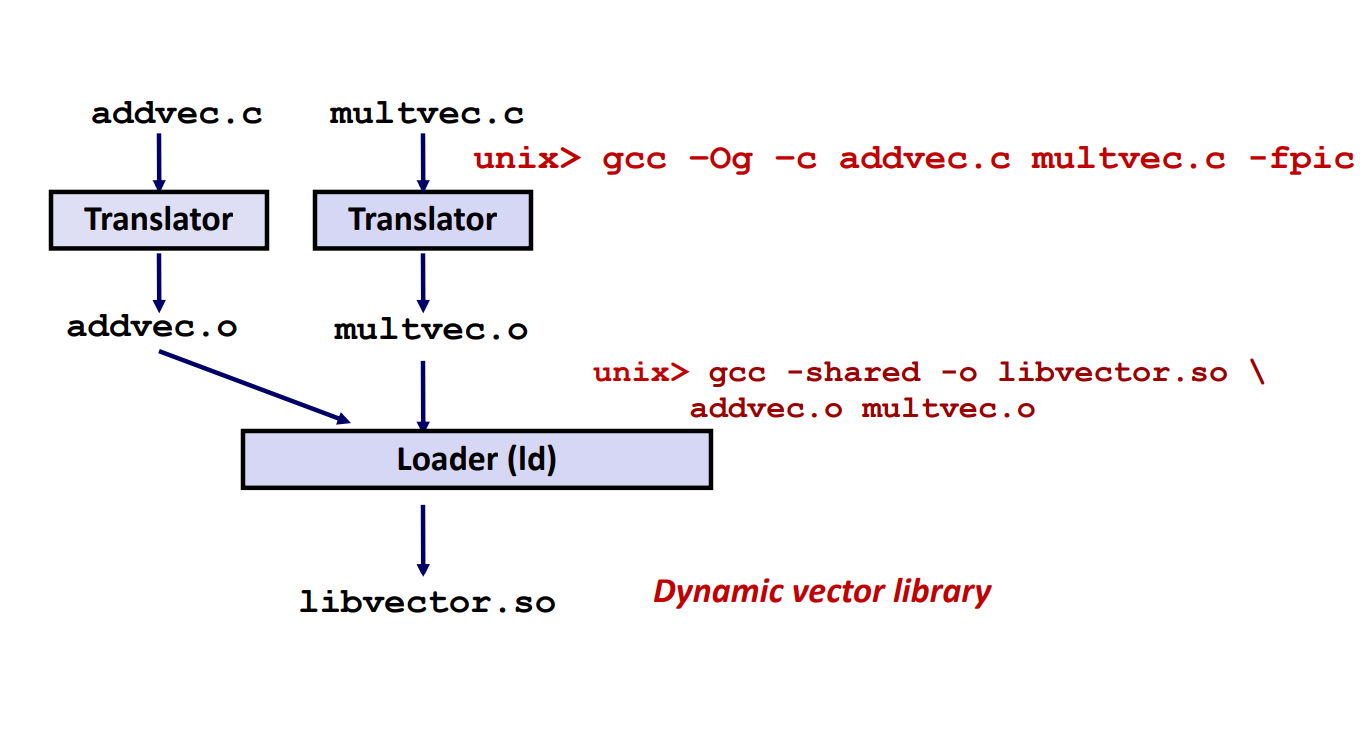 addvec.c
multvec.c
unix> gcc –Og –c addvec.c multvec.c -fpic
Translator
Translator
addvec.o
multvec.o
unix> gcc -shared -o libvector.so \
addvec.o multvec.o
Loader (ld)
libvector.so
Dynamic vector library